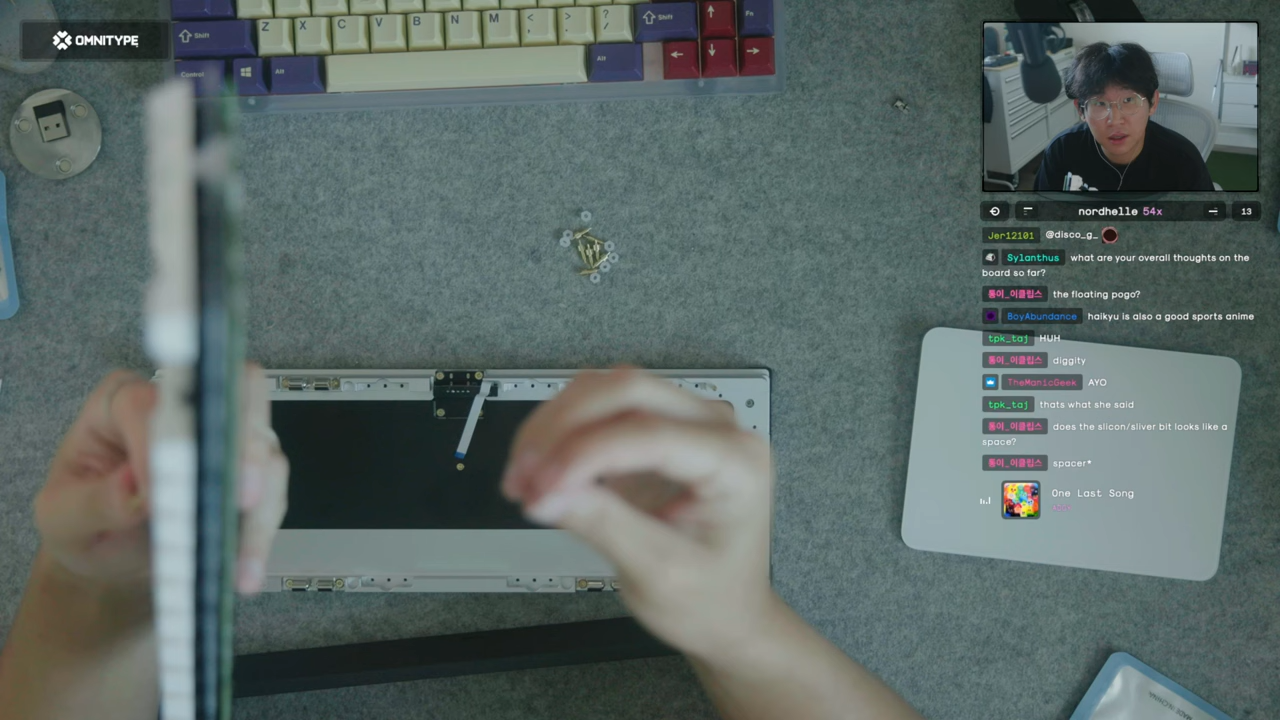 OMNITYPE
Shift
Z X C V B N M < > ? / Shift Fn
Control Alt Alt
nordhelle 54x
13
Jer12101 @disco_g_
Sylanthus what are your overall thoughts on the
board so far?
통이_이클립스 the floating pogo?
BoyAbundance haikyu is also a good sports anime
tpk_taj HUH
통이_이클립스 diggity
TheManicGeek AYO
tpk_taj thats what she said
통이_이클립스 does the slicon/sliver bit looks like a
space?
통이_이클립스 spacer*
One Last Song